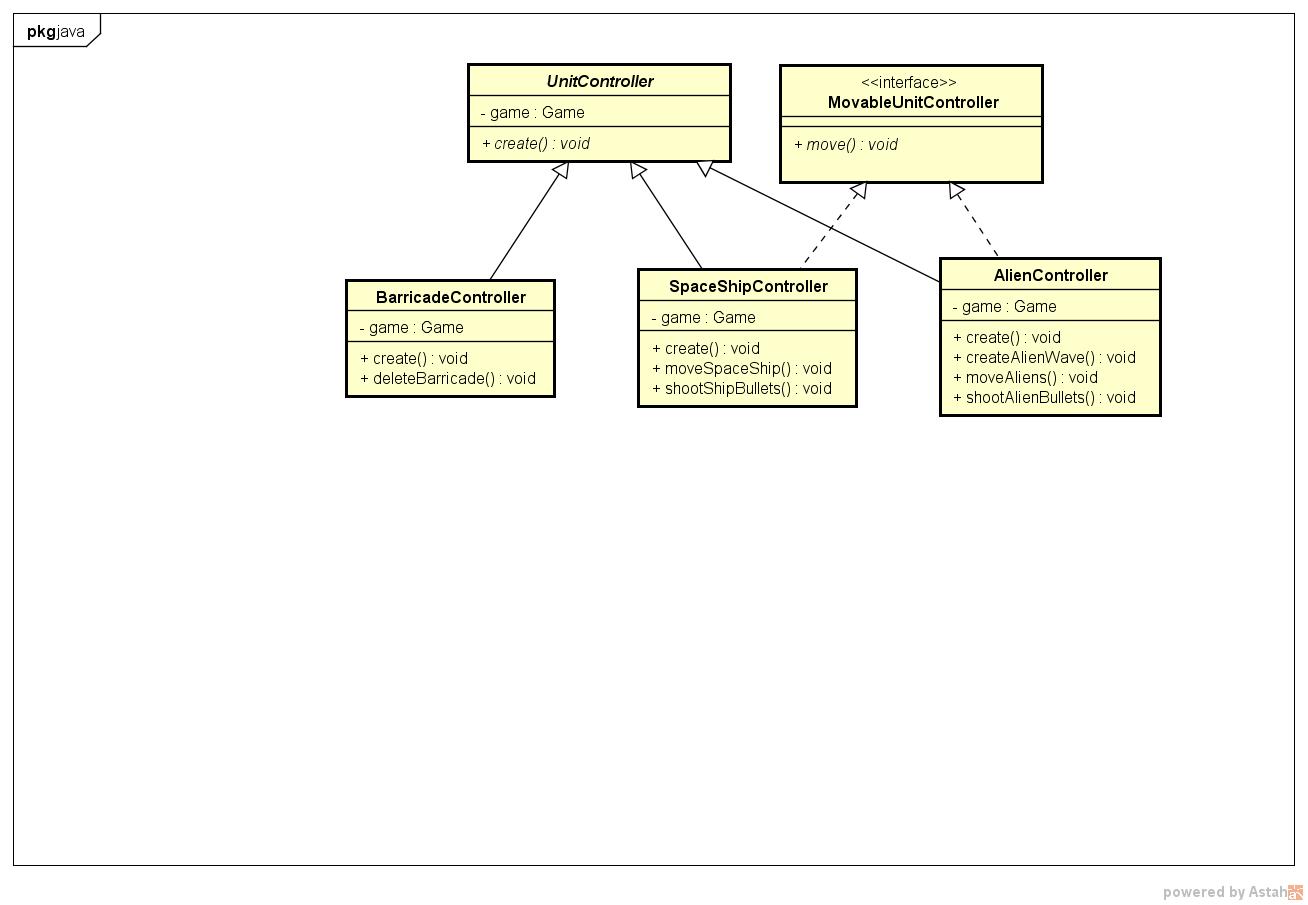 pkg java
UnitController
- game : Game
+ create() : void
<<interface>>
MovableUnitController
+ move() : void
BarricadeController
- game : Game
+ create() : void
+ deleteBarricade() : void
SpaceShipController
- game : Game
+ create() : void
+ moveSpaceShip() : void
+ shootShipBullets() : void
AlienController
- game : Game
+ create() : void
+ createAlienWave() : void
+ moveAliens() : void
+ shootAlienBullets() : void
powered by Astah